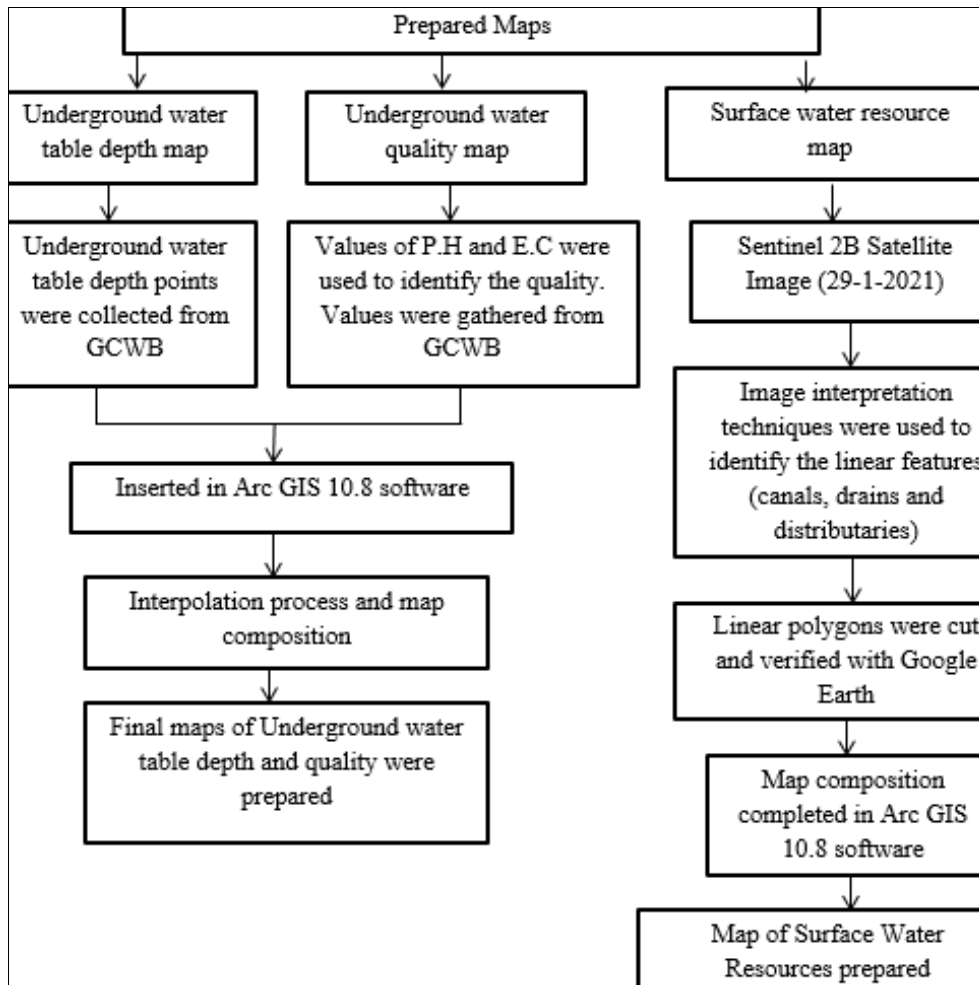 Prepared Maps
Underground water
table depth map
Underground water
quality map
Surface water resource
map
Underground water
table depth points
were collected from
GCWB
Values of P.H and E.C were
used to identify the quality.
Values were gathered from
GCWB
Sentinel 2B Satellite
Image (29-1-2021)
Inserted in Arc GIS 10.8 software
Image interpretation
techniques were used to
identify the linear features
(canals, drains and
distributaries)
Interpolation process and map
composition
Linear polygons were cut
and verified with Google
Earth
Final maps of Underground water
table depth and quality were
prepared
Map composition
completed in Arc GIS
10.8 software
Map of Surface Water
Resources prepared